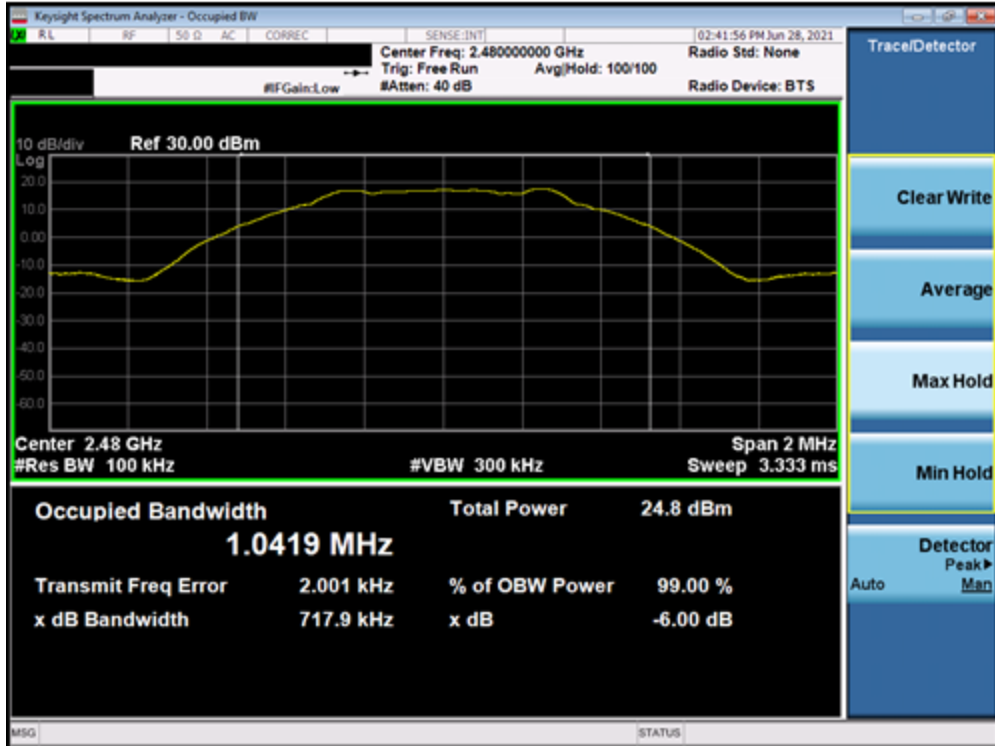 Keysight Spectrum Analyzer - Occupied BW
RL RF 50 Ω AC CORREC SENSE:INT 02:41:56 PM Jun 28, 2021
Center Freq: 2.480000000 GHz Radio Std: None
Trig: Free Run Avg|Hold: 100/100
#IFGain:Low #Atten: 40 dB Radio Device: BTS
10 dB/div Ref 30.00 dBm
Log
20.0
10.0
0.00
-10.0
-20.0
-30.0
-40.0
-50.0
-60.0
Center 2.48 GHz Span 2 MHz
#Res BW 100 kHz #VBW 300 kHz Sweep 3.333 ms
Occupied Bandwidth Total Power 24.8 dBm
1.0419 MHz
Transmit Freq Error 2.001 kHz % of OBW Power 99.00 %
x dB Bandwidth 717.9 kHz x dB -6.00 dB
MSG STATUS
Trace/Detector
Clear Write
Average
Max Hold
Min Hold
Detector
Peak▶
Auto Man